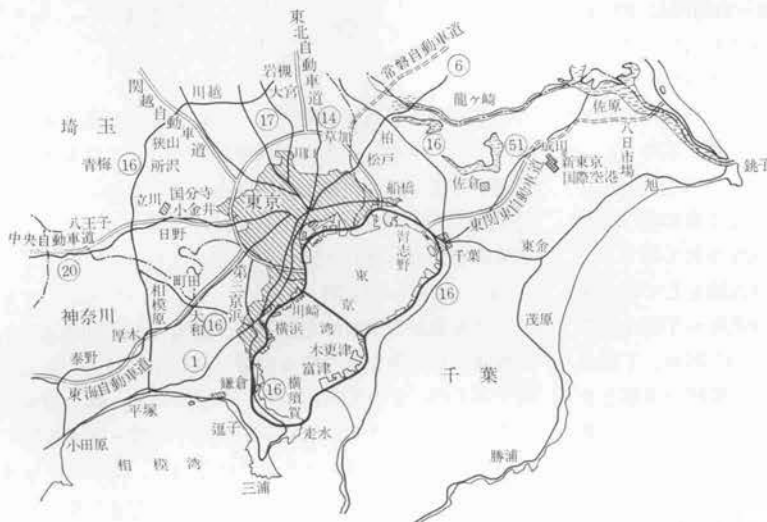 東北自動車道
常磐自動車道
⑥
関越自動車道
川越
岩槻
大宮
⑰
⑭
草加
川口
柏
松戸
⑯
龍ヶ崎
佐原
八日市場
銚子
旭
埼玉
狭山
所沢
青梅
⑯
51
成田
新東京
国際空港
佐倉
船橋
東関東自動車道
立川
国分寺
小金井
東京
八王子
日野
中央自動車道
⑳
習志野
千葉
東金
⑯
町田
相模原
大和
第三京浜
川崎
横浜
東京湾
神奈川
厚木
⑯
①
木更津
富津
茂原
千葉
秦野
東海自動車道
鎌倉
⑯
横須賀
平塚
逗子
走水
小田原
相模湾
三浦
勝浦